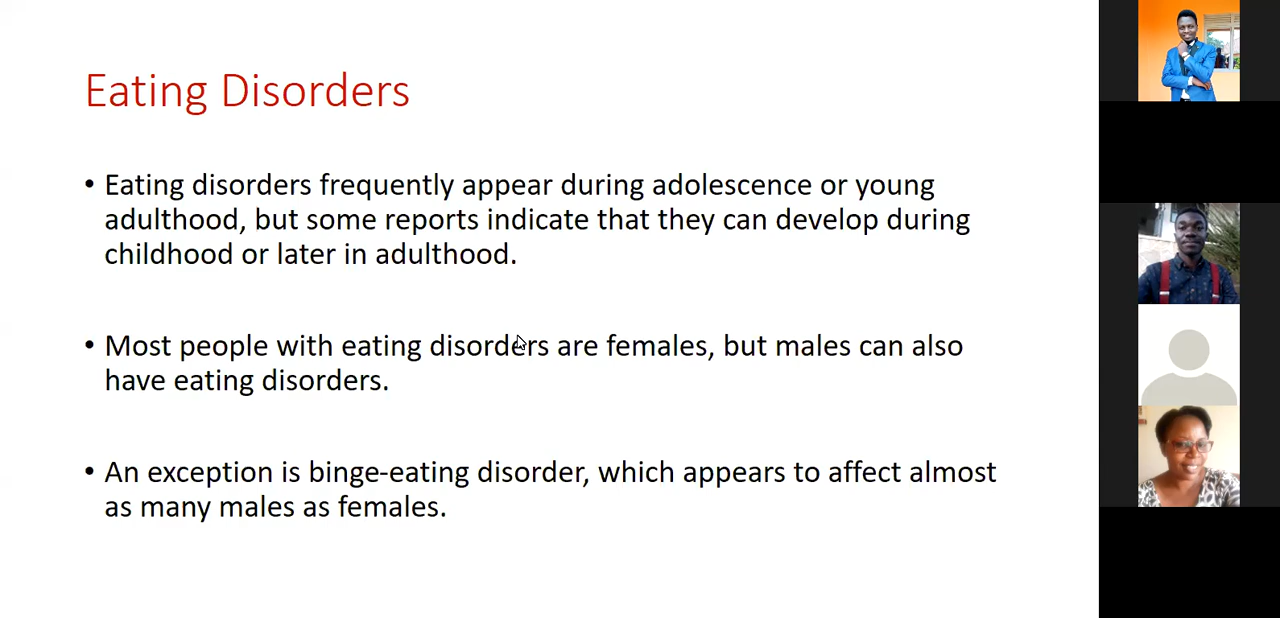 Eating Disorders
• Eating disorders frequently appear during adolescence or young
adulthood, but some reports indicate that they can develop during
childhood or later in adulthood.
• Most people with eating disorders are females, but males can also
have eating disorders.
• An exception is binge-eating disorder, which appears to affect almost
as many males as females.